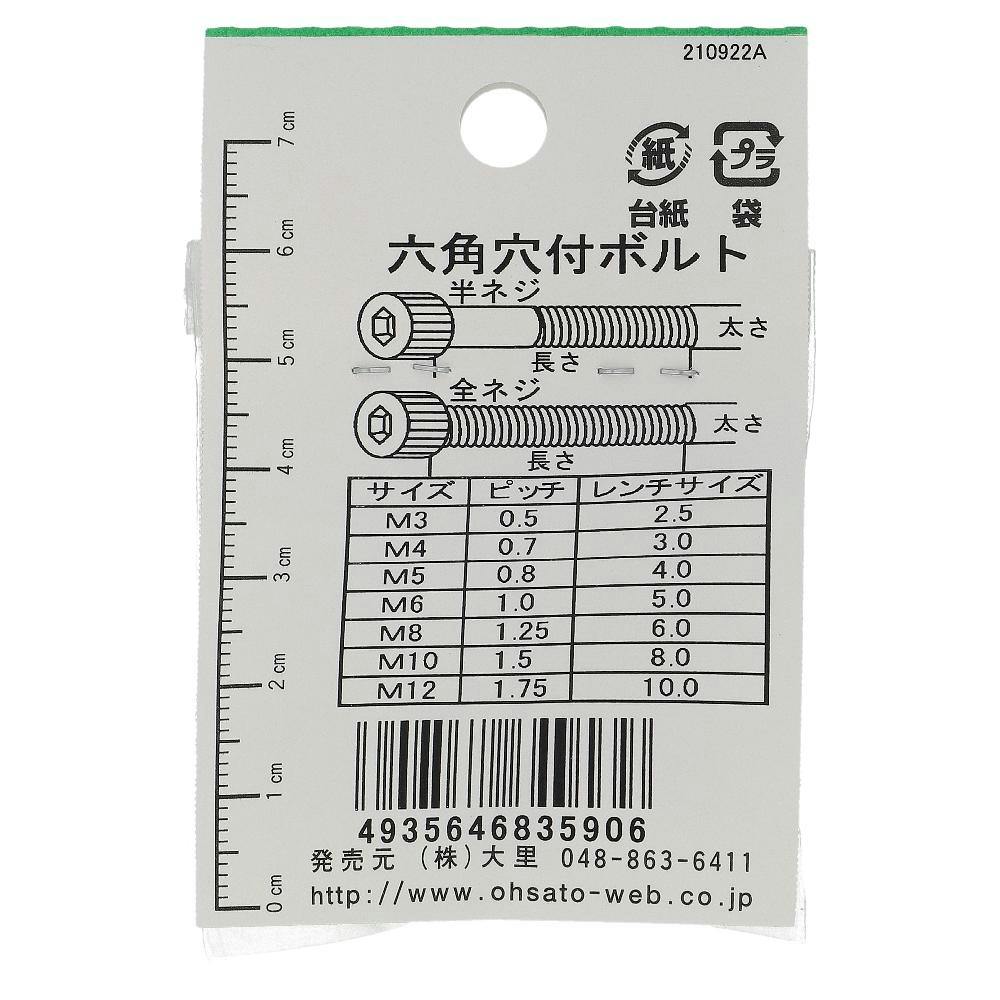 210922A
紙 プラ
台紙 袋
六角穴付ボルト
半ネジ
太さ
長さ
全ネジ
太さ
長さ
サイズ ピッチ レンチサイズ
M3 0.5 2.5
M4 0.7 3.0
M5 0.8 4.0
M6 1.0 5.0
M8 1.25 6.0
M10 1.5 8.0
M12 1.75 10.0
4935646835906
発売元 (株)大里 048-863-6411
http://www.ohsato-web.co.jp
7cm
6cm
5cm
4cm
3cm
2cm
1cm
0cm